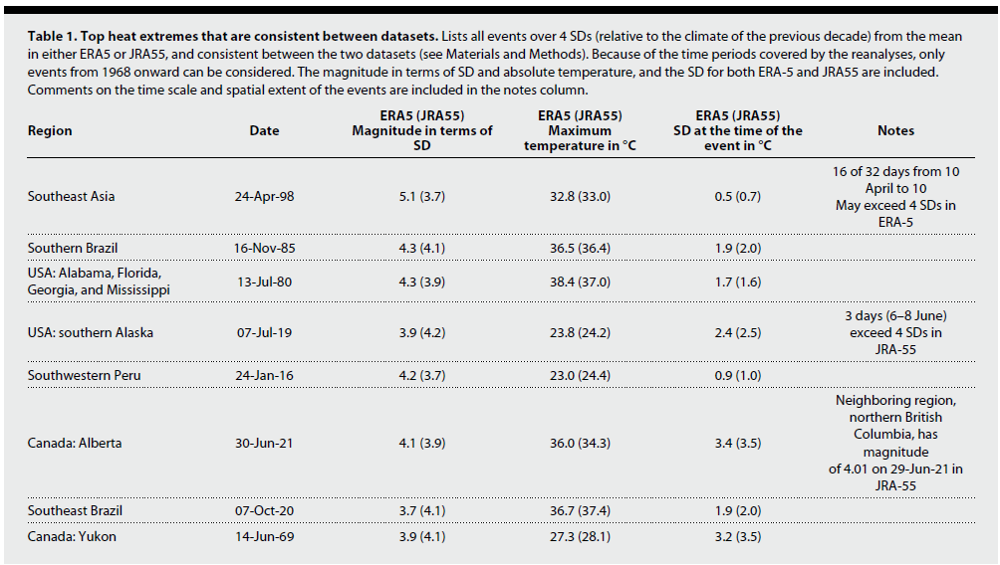 Table 1. Top heat extremes that are consistent between datasets. Lists all events over 4 SDs (relative to the climate of the previous decade) from the mean
in either ERA5 or JRA55, and consistent between the two datasets (see Materials and Methods). Because of the time periods covered by the reanalyses, only
events from 1968 onward can be considered. The magnitude in terms of SD and absolute temperature, and the SD for both ERA-5 and JRA55 are included.
Comments on the time scale and spatial extent of the events are included in the notes column.
Region Date ERA5 (JRA55) Magnitude in terms of SD ERA5 (JRA55) Maximum temperature in °C ERA5 (JRA55) SD at the time of the event in °C Notes
Southeast Asia 24-Apr-98 5.1 (3.7) 32.8 (33.0) 0.5 (0.7) 16 of 32 days from 10 April to 10 May exceed 4 SDs in ERA-5
Southern Brazil 16-Nov-85 4.3 (4.1) 36.5 (36.4) 1.9 (2.0)
USA: Alabama, Florida, Georgia, and Mississippi 13-Jul-80 4.3 (3.9) 38.4 (37.0) 1.7 (1.6)
USA: southern Alaska 07-Jul-19 3.9 (4.2) 23.8 (24.2) 2.4 (2.5) 3 days (6–8 June) exceed 4 SDs in JRA-55
Southwestern Peru 24-Jan-16 4.2 (3.7) 23.0 (24.4) 0.9 (1.0)
Canada: Alberta 30-Jun-21 4.1 (3.9) 36.0 (34.3) 3.4 (3.5) Neighboring region, northern British Columbia, has magnitude of 4.01 on 29-Jun-21 in JRA-55
Southeast Brazil 07-Oct-20 3.7 (4.1) 36.7 (37.4) 1.9 (2.0)
Canada: Yukon 14-Jun-69 3.9 (4.1) 27.3 (28.1) 3.2 (3.5)